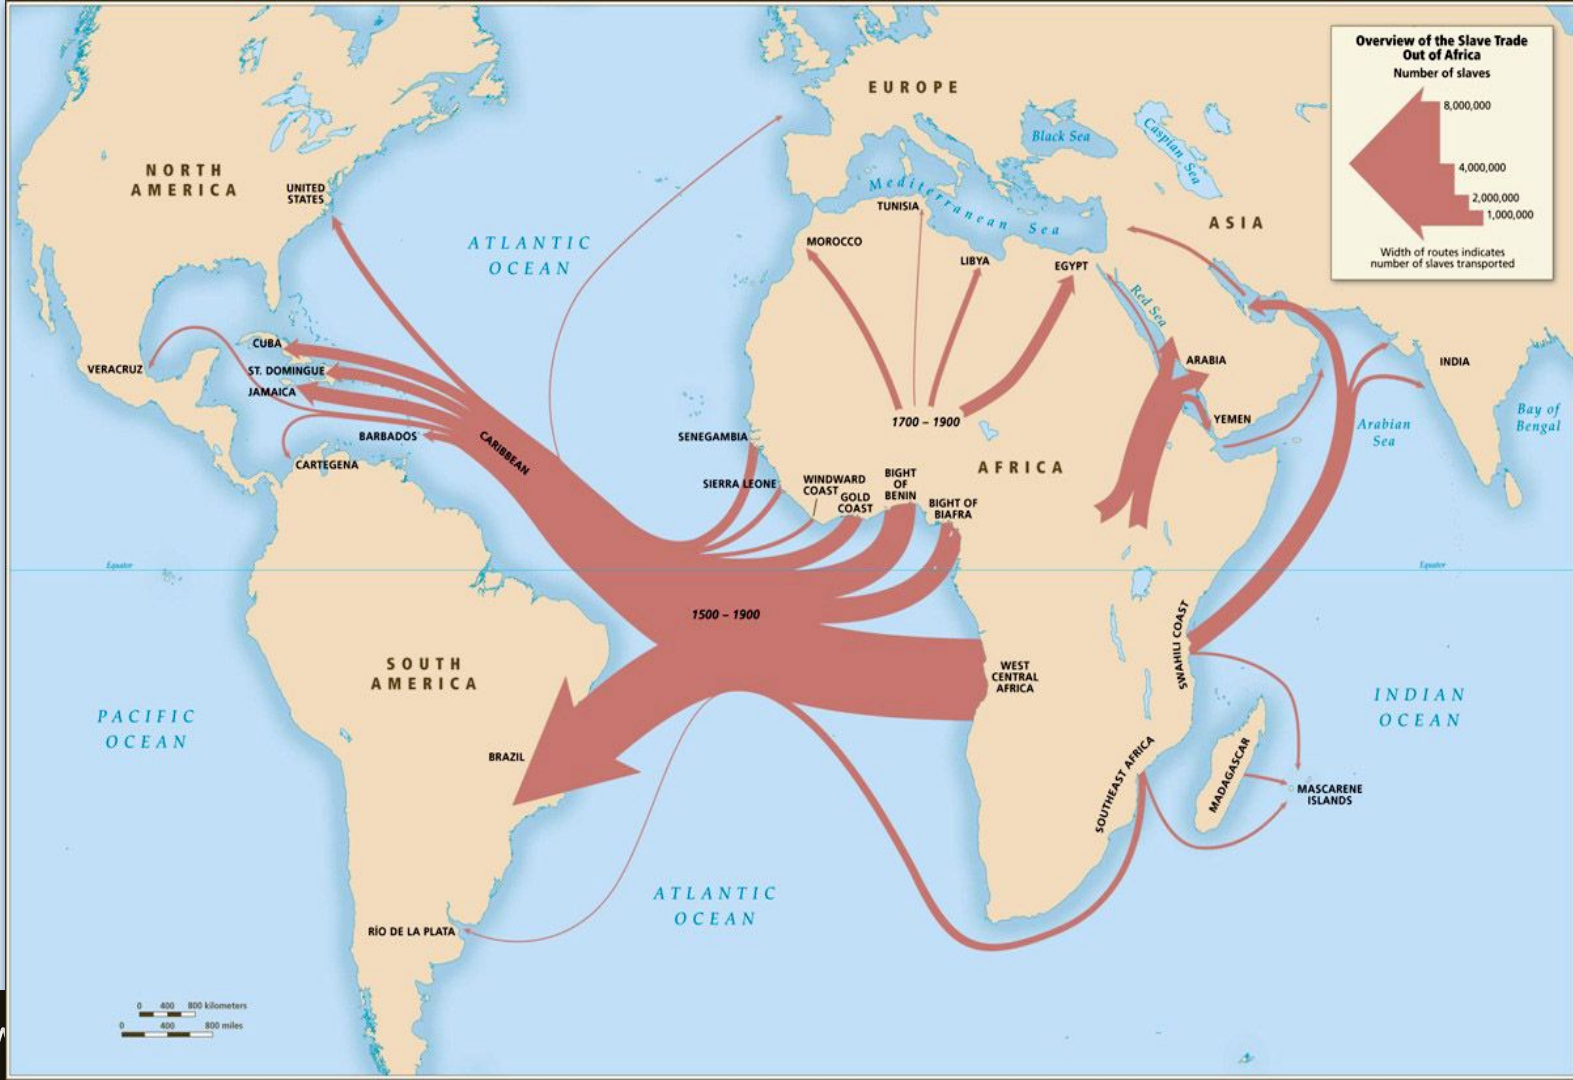 Overview of the Slave Trade
Out of Africa
Number of slaves
8,000,000
4,000,000
2,000,000
1,000,000
Width of routes indicates
number of slaves transported
EUROPE
Black Sea
Caspian Sea
NORTH
AMERICA
UNITED
STATES
Mediterranean Sea
TUNISIA
ASIA
ATLANTIC
OCEAN
MOROCCO
LIBYA
EGYPT
Red Sea
CUBA
VERACRUZ
ST. DOMINGUE
JAMAICA
ARABIA
INDIA
BARBADOS
CARIBBEAN
SENEGAMBIA
1700 – 1900
YEMEN
Arabian
Sea
Bay of
Bengal
CARTEGENA
SIERRA LEONE
WINDWARD
COAST
GOLD
COAST
BIGHT
OF
BENIN
BIGHT OF
BIAFRA
AFRICA
Equator
Equator
1500 – 1900
SWAHILI COAST
SOUTH
AMERICA
WEST
CENTRAL
AFRICA
PACIFIC
OCEAN
INDIAN
OCEAN
BRAZIL
SOUTHEAST AFRICA
MADAGASCAR
MASCARENE
ISLANDS
ATLANTIC
OCEAN
RÍO DE LA PLATA
0 400 800 kilometers
0 400 800 miles